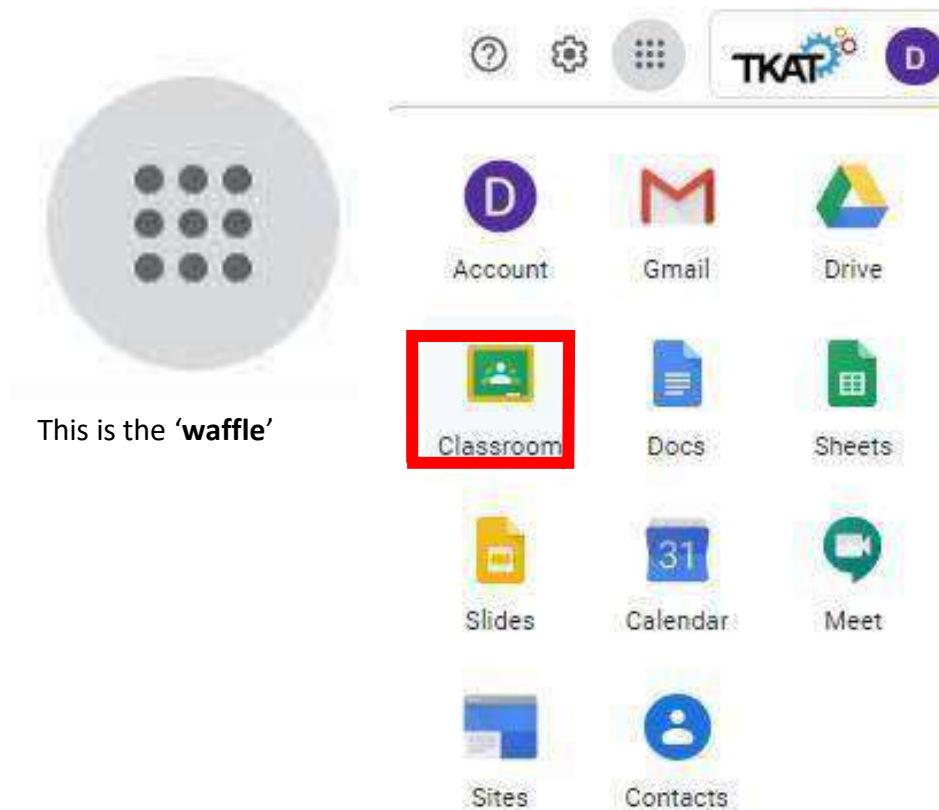 TKAT D
D
Account Gmail Drive
This is the ‘waffle’
Classroom Docs Sheets
31
Slides Calendar Meet
Sites Contacts